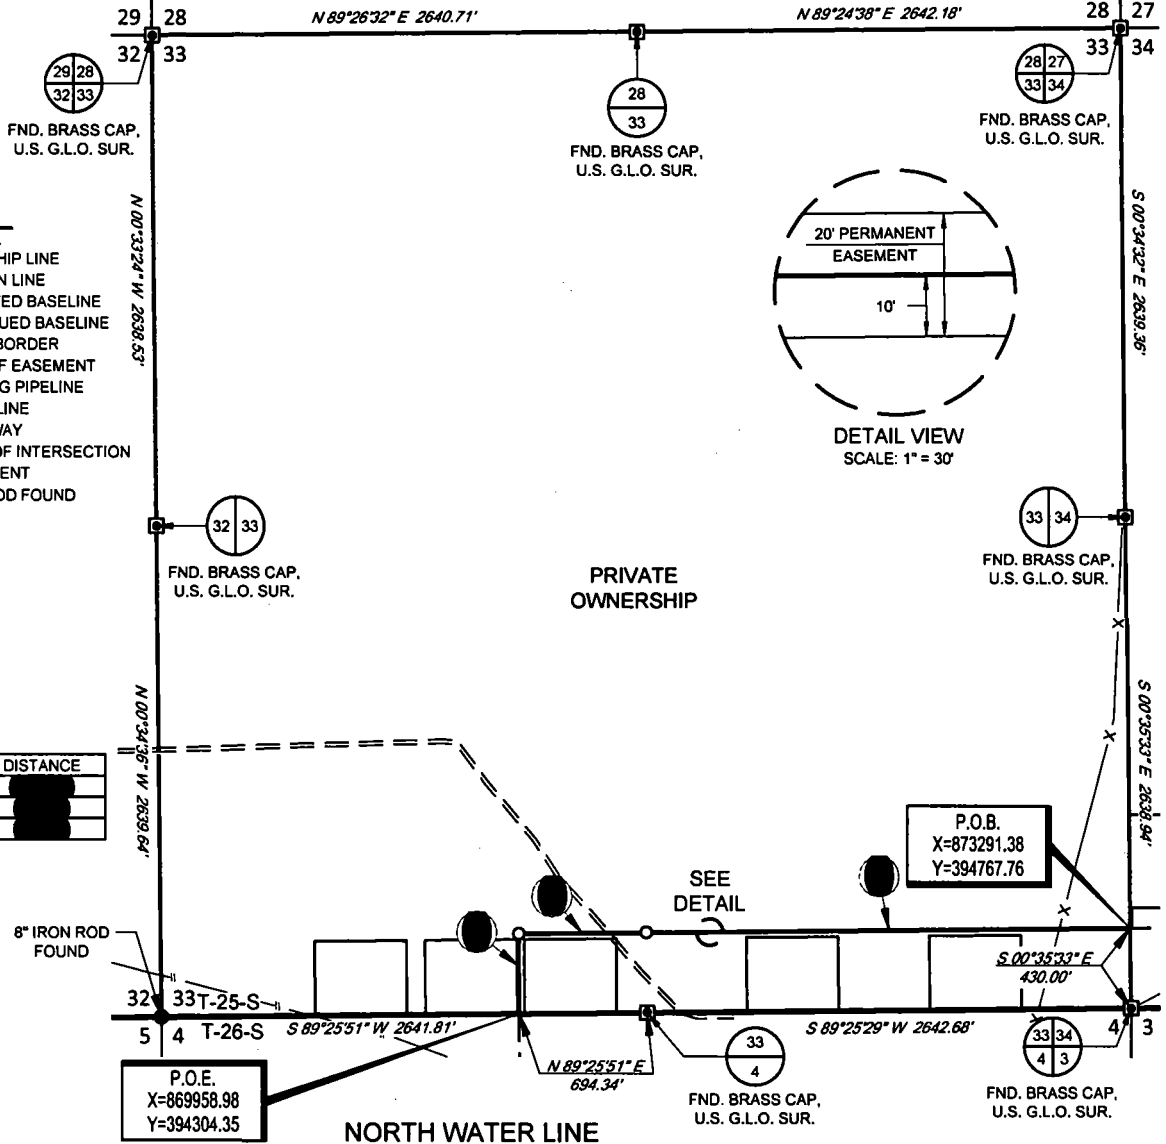 29 28
N 89°26'32" E 2640.71'
N 89°24'38" E 2642.18'
28 27
32 33
33 34
29 28
32 33
FND. BRASS CAP,
U.S. G.L.O. SUR.
28
33
FND. BRASS CAP,
U.S. G.L.O. SUR.
28 27
33 34
FND. BRASS CAP,
U.S. G.L.O. SUR.
N 00°33'24" W 2638.53'
S 00°34'32" E 2639.36'
20' PERMANENT
EASEMENT
10'
DETAIL VIEW
SCALE: 1" = 30'
HIP LINE
N LINE
ED BASELINE
UED BASELINE
BORDER
F EASEMENT
G PIPELINE
LINE
WAY
OF INTERSECTION
ENT
OD FOUND
32 33
FND. BRASS CAP,
U.S. G.L.O. SUR.
33 34
FND. BRASS CAP,
U.S. G.L.O. SUR.
PRIVATE
OWNERSHIP
X
X
X
X
N 00°34'36" W 2639.64'
S 00°35'33" E 2638.94'
DISTANCE
P.O.B.
X=873291.38
Y=394767.76
SEE
DETAIL
8" IRON ROD
FOUND
S 00°35'33" E
430.00'
32 33 T-25-S
5 4 T-26-S
S 89°25'51" W 2641.81'
S 89°25'29" W 2642.68'
4 3
N 89°25'51" E
694.34'
33
4
FND. BRASS CAP,
U.S. G.L.O. SUR.
33 34
4 3
FND. BRASS CAP,
U.S. G.L.O. SUR.
P.O.E.
X=869958.98
Y=394304.35
NORTH WATER LINE